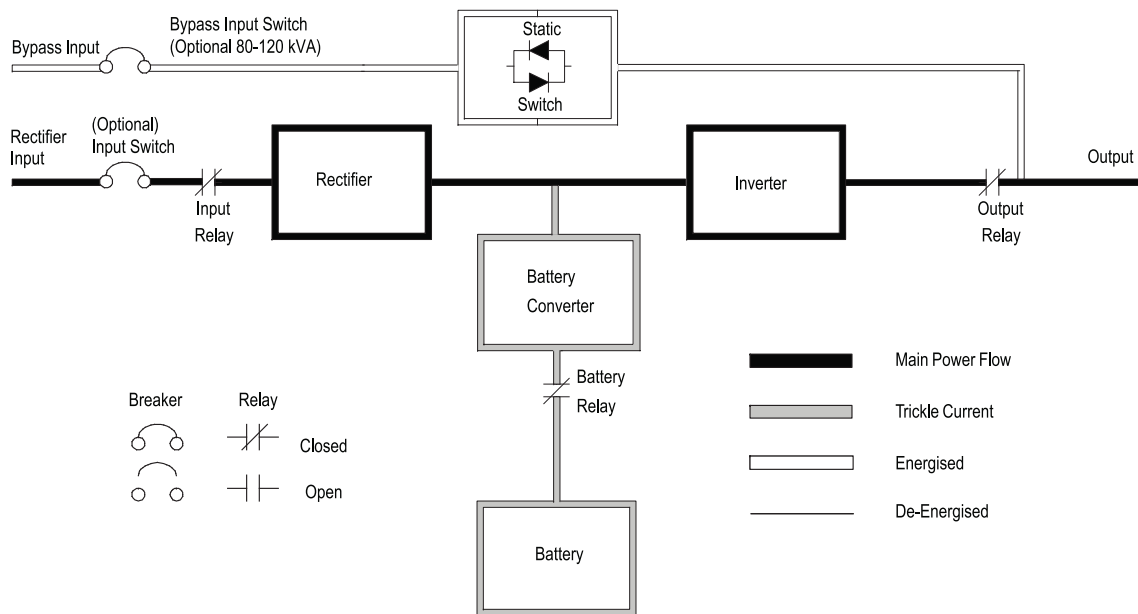 Bypass Input
Bypass Input Switch
(Optional 80-120 kVA)
Static
Switch
Rectifier
Input
(Optional)
Input Switch
Input
Relay
Rectifier
Inverter
Output
Relay
Output
Battery
Converter
Battery
Relay
Battery
Breaker
Relay
Closed
Open
Main Power Flow
Trickle Current
Energised
De-Energised